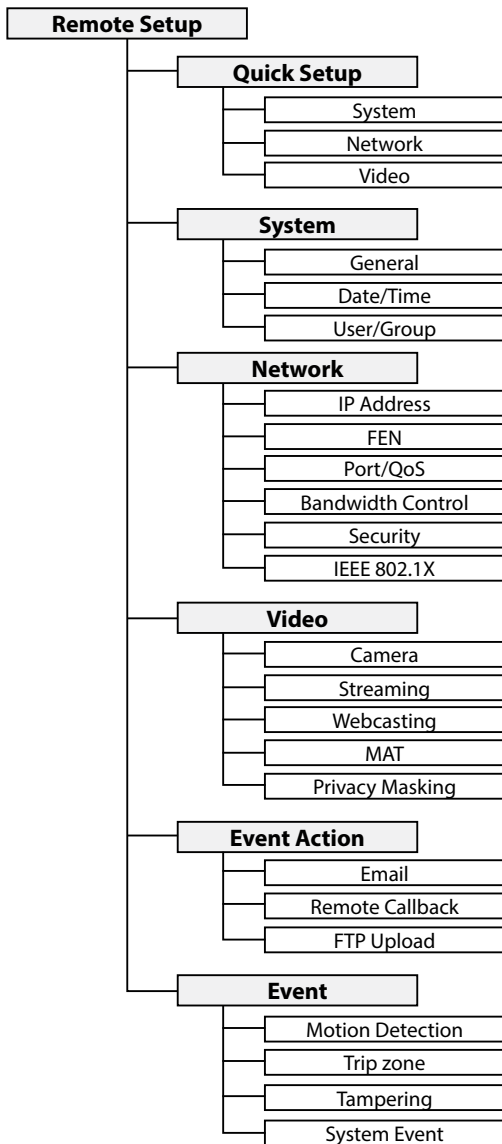 Remote Setup
Quick Setup
System
Network
Video
System
General
Date/Time
User/Group
Network
IP Address
FEN
Port/QoS
Bandwidth Control
Security
IEEE 802.1X
Video
Camera
Streaming
Webcasting
MAT
Privacy Masking
Event Action
Email
Remote Callback
FTP Upload
Event
Motion Detection
Trip zone
Tampering
System Event